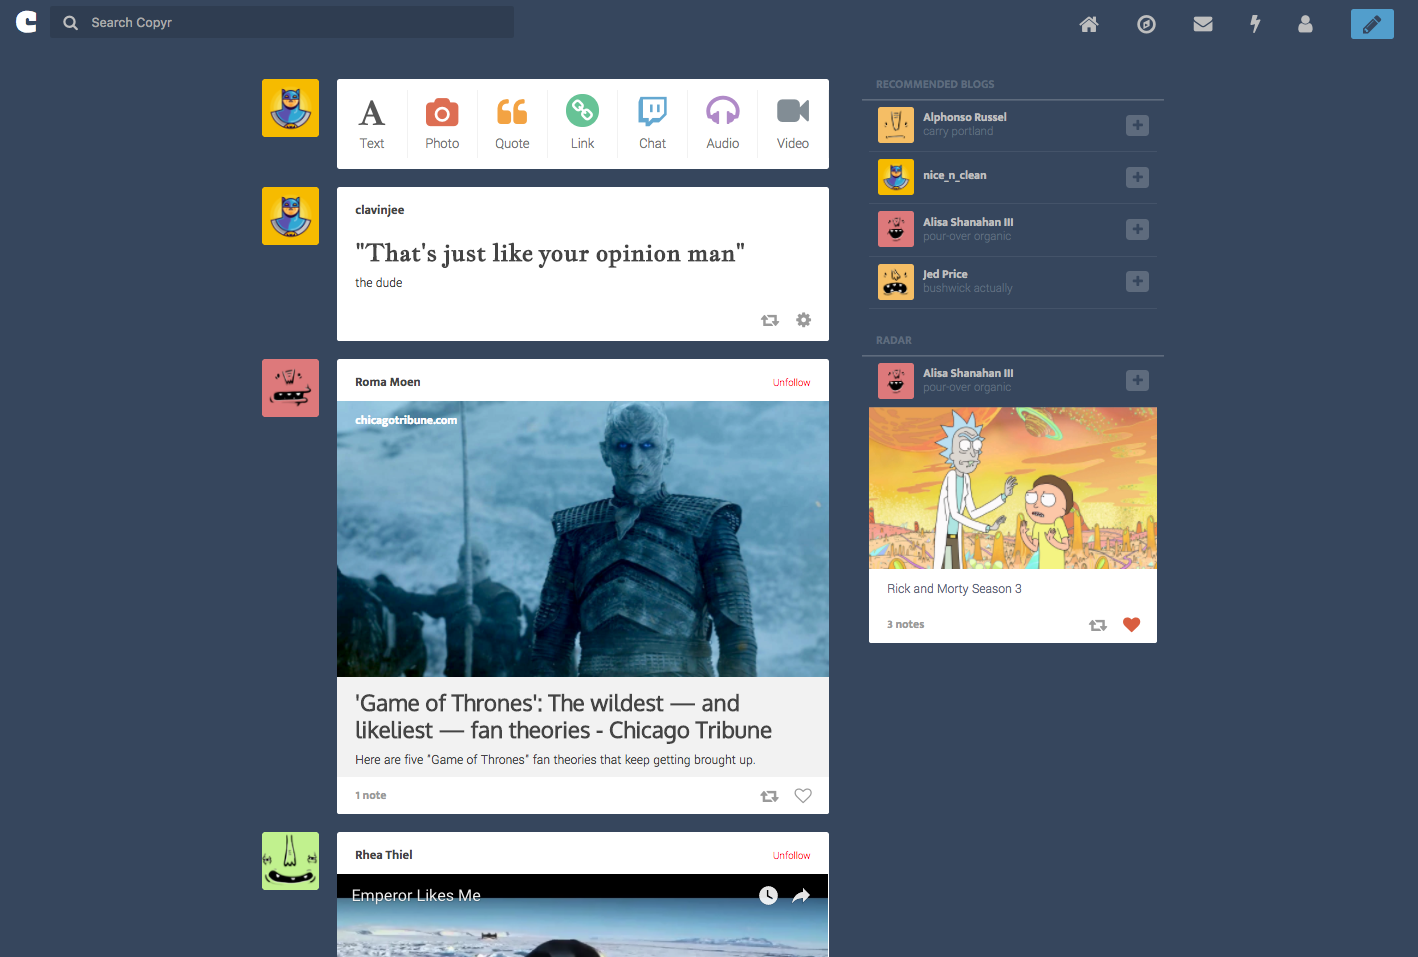 Search Copyr
Text
Photo
Quote
Link
Chat
Audio
Video
clavinjee
"That's just like your opinion man"
the dude
Roma Moen
Unfollow
chicagotribune.com
'Game of Thrones': The wildest — and
likeliest — fan theories - Chicago Tribune
Here are five "Game of Thrones" fan theories that keep getting brought up.
1 note
Rhea Thiel
Unfollow
Emperor Likes Me
RECOMMENDED BLOGS
Alphonso Russel
carry portland
nice_n_clean
Alisa Shanahan III
pour-over organic
Jed Price
bushwick actually
RADAR
Alisa Shanahan III
pour-over organic
Rick and Morty Season 3
3 notes